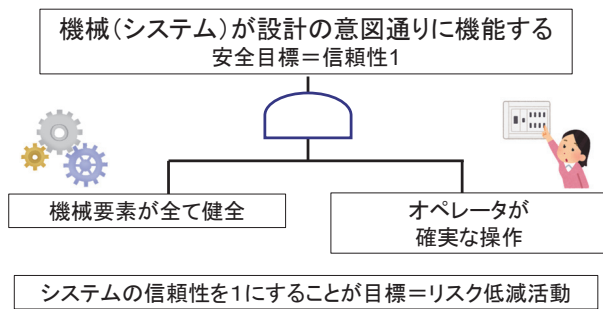 機械(システム)が設計の意図通りに機能する
安全目標=信頼性1
機械要素が全て健全
オペレータが
確実な操作
システムの信頼性を1にすることが目標=リスク低減活動